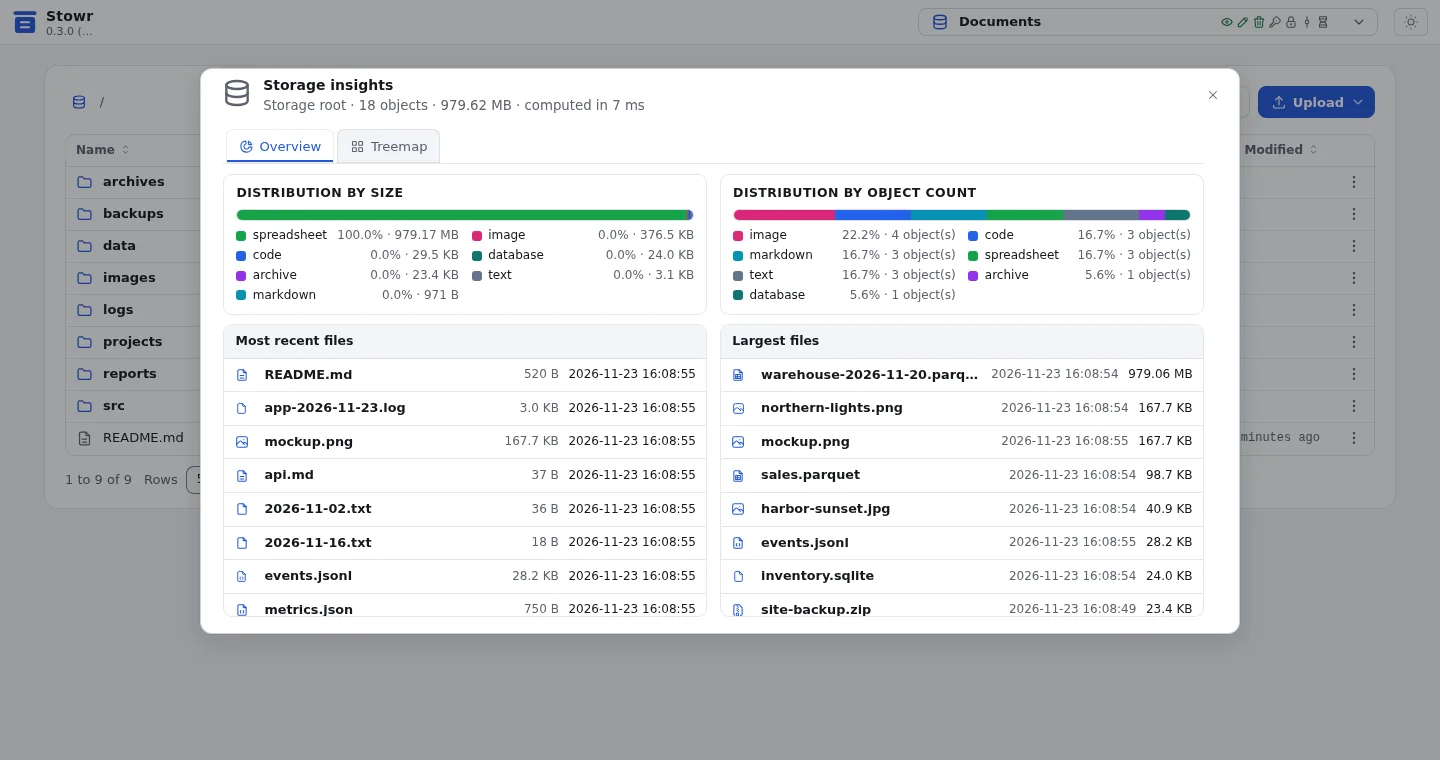 Stowr
0.3.0 (...
Documents
/
Upload
Name
Modified
archives
backups
data
images
logs
projects
reports
src
README.md
minutes ago
1 to 9 of 9 Rows
Storage insights
Storage root · 18 objects · 979.62 MB · computed in 7 ms
Overview
Treemap
DISTRIBUTION BY SIZE
spreadsheet 100.0% · 979.17 MB image 0.0% · 376.5 KB
code 0.0% · 29.5 KB database 0.0% · 24.0 KB
archive 0.0% · 23.4 KB text 0.0% · 3.1 KB
markdown 0.0% · 971 B
DISTRIBUTION BY OBJECT COUNT
image 22.2% · 4 object(s) code 16.7% · 3 object(s)
markdown 16.7% · 3 object(s) spreadsheet 16.7% · 3 object(s)
text 16.7% · 3 object(s) archive 5.6% · 1 object(s)
database 5.6% · 1 object(s)
Most recent files
README.md 520 B 2026-11-23 16:08:55
app-2026-11-23.log 3.0 KB 2026-11-23 16:08:55
mockup.png 167.7 KB 2026-11-23 16:08:55
api.md 37 B 2026-11-23 16:08:55
2026-11-02.txt 36 B 2026-11-23 16:08:55
2026-11-16.txt 18 B 2026-11-23 16:08:55
events.jsonl 28.2 KB 2026-11-23 16:08:55
metrics.json 750 B 2026-11-23 16:08:55
Largest files
warehouse-2026-11-20.parq... 2026-11-23 16:08:54 979.06 MB
northern-lights.png 2026-11-23 16:08:54 167.7 KB
mockup.png 2026-11-23 16:08:55 167.7 KB
sales.parquet 2026-11-23 16:08:54 98.7 KB
harbor-sunset.jpg 2026-11-23 16:08:54 40.9 KB
events.jsonl 2026-11-23 16:08:55 28.2 KB
inventory.sqlite 2026-11-23 16:08:54 24.0 KB
site-backup.zip 2026-11-23 16:08:49 23.4 KB